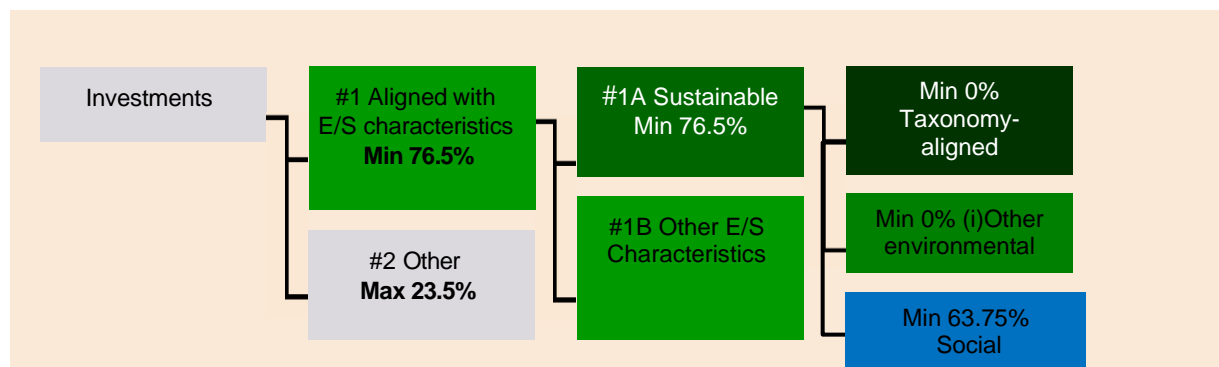 Investments
#1 Aligned with
E/S characteristics
Min 76.5%
#2 Other
Max 23.5%
#1A Sustainable
Min 76.5%
#1B Other E/S
Characteristics
Min 0%
Taxonomy-
aligned
Min 0% (i)Other
environmental
Min 63.75%
Social